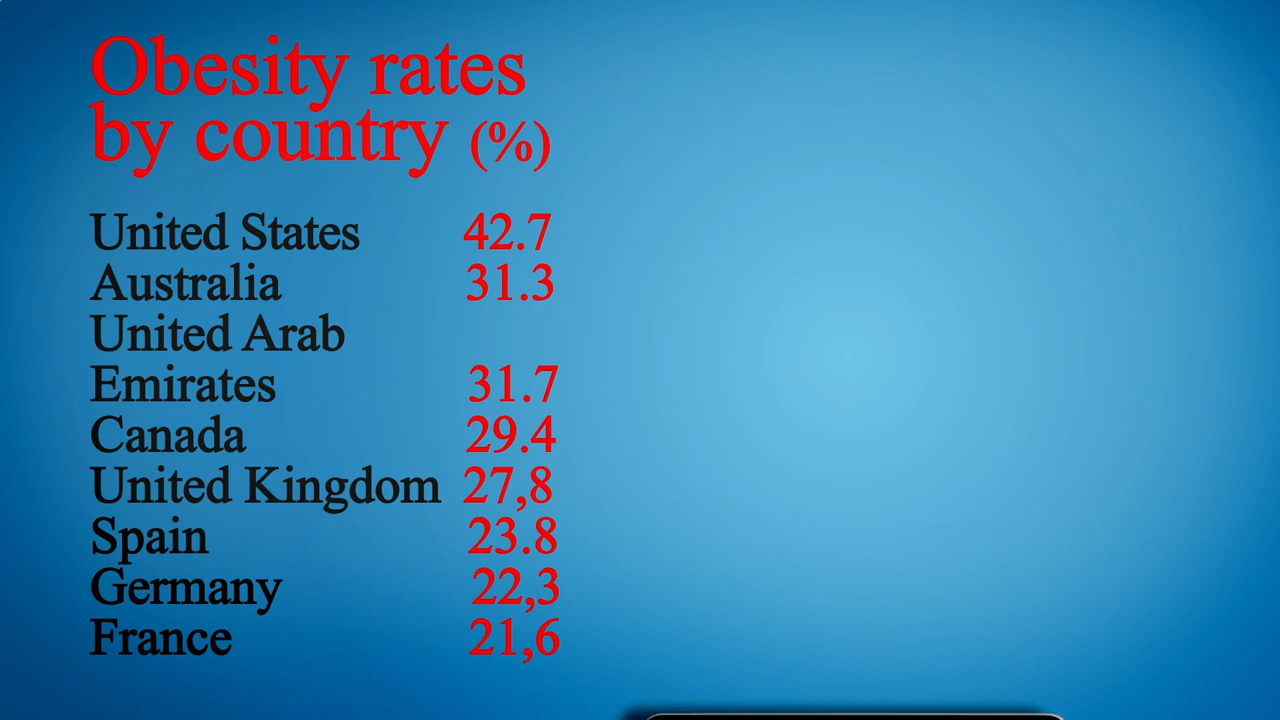 Obesity rates
by country (%)
United States 42.7
Australia 31.3
United Arab
Emirates 31.7
Canada 29.4
United Kingdom 27,8
Spain 23.8
Germany 22,3
France 21,6